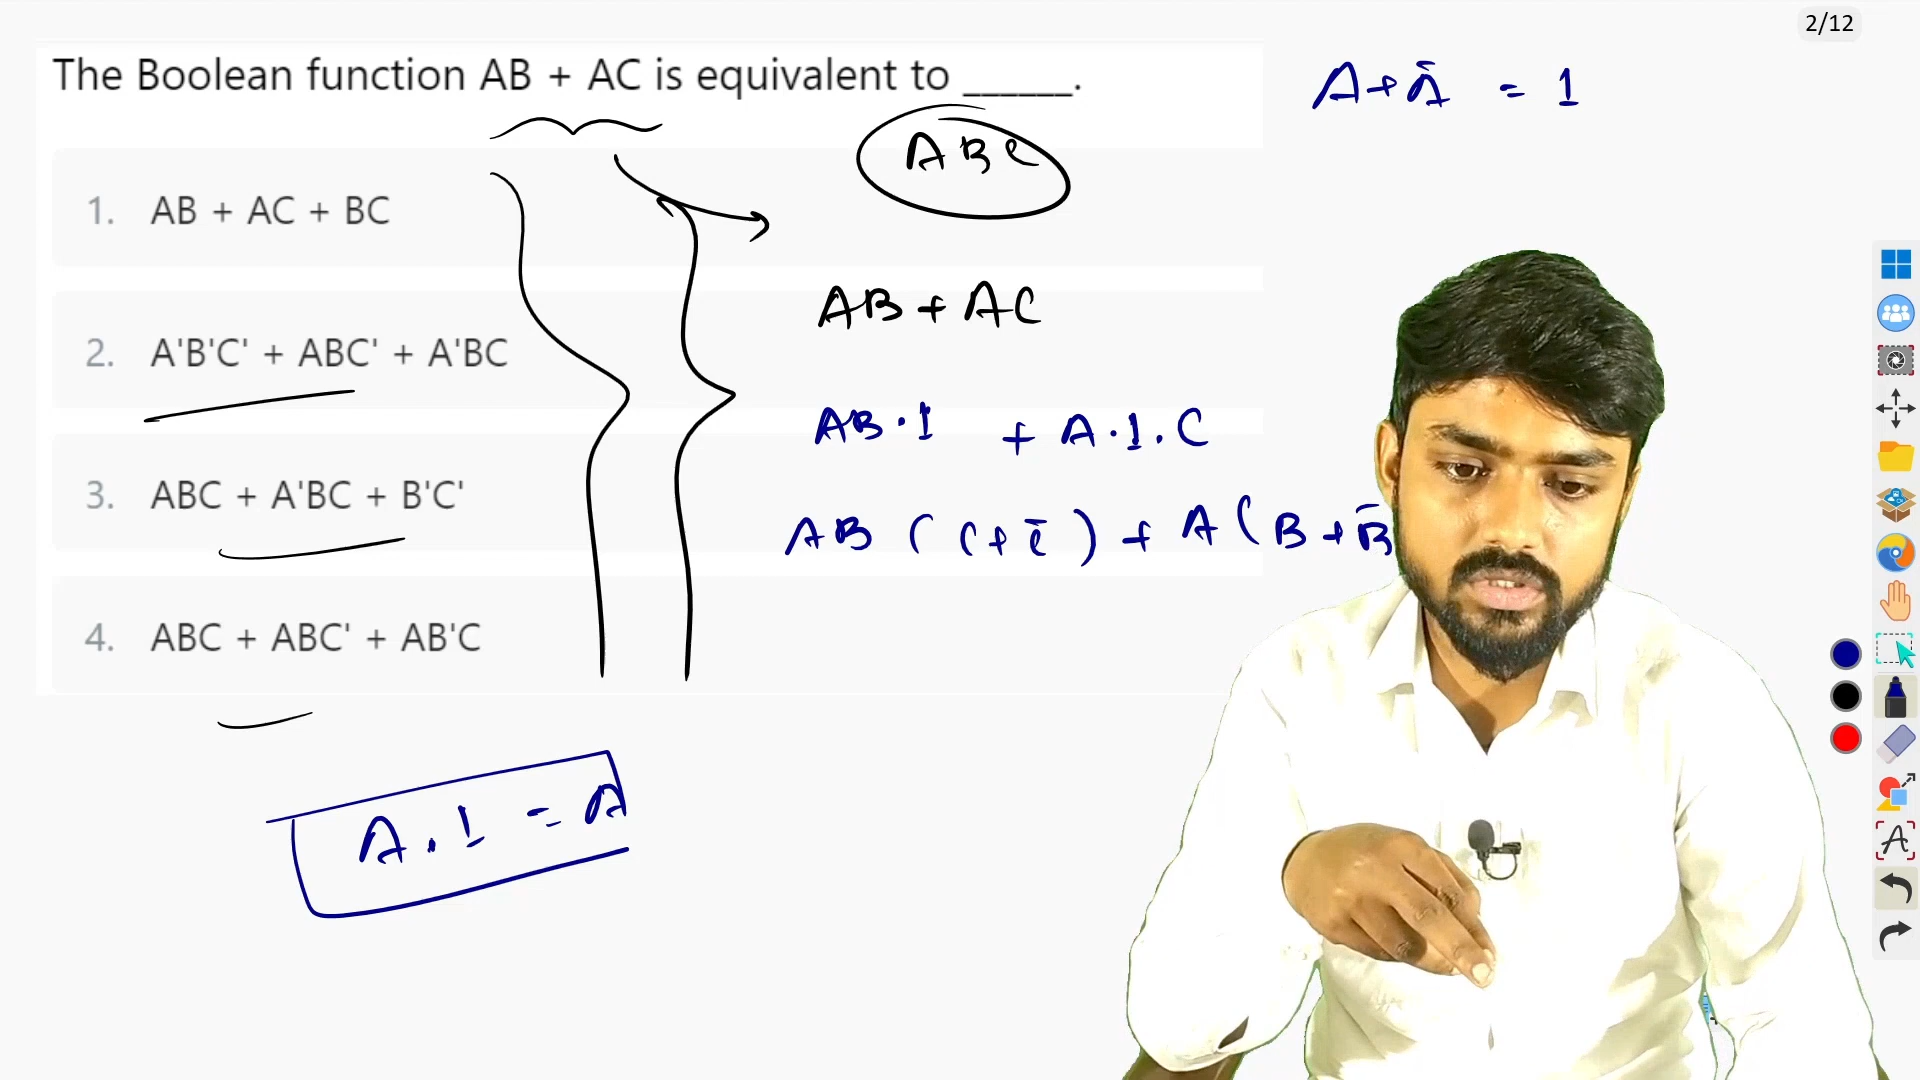 2/12
The Boolean function AB + AC is equivalent to ______.
A + Ā = 1
ABC
1. AB + AC + BC
AB + AC
2. A'B'C' + ABC' + A'BC
AB · 1 + A · 1 . C
3. ABC + A'BC + B'C'
AB ( C + C̄ ) + A ( B + B̄
4. ABC + ABC' + AB'C
A . 1 = A